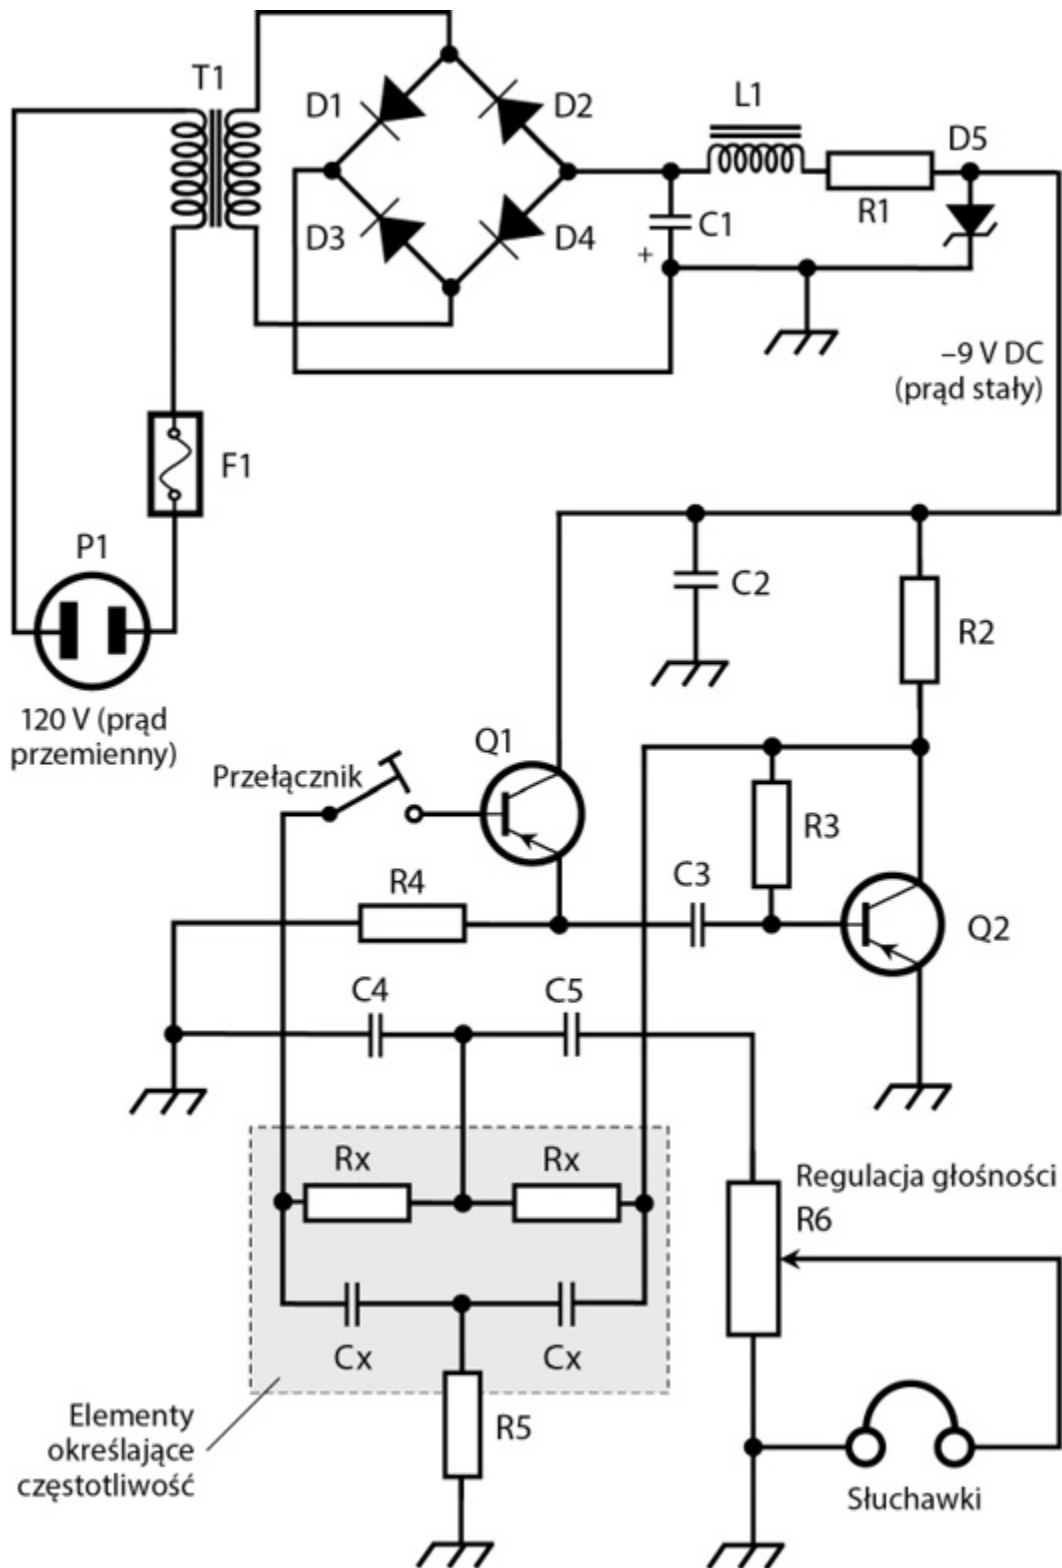 T1
D1
D2
L1
D5
D3
D4
C1
R1
+
–9 V DC
(prąd stały)
F1
P1
C2
R2
120 V (prąd
przemienny)
Q1
Przełącznik
R3
R4
C3
Q2
C4
C5
Rx
Rx
Regulacja głośności
R6
Cx
Cx
Elementy
określające
częstotliwość
R5
Słuchawki